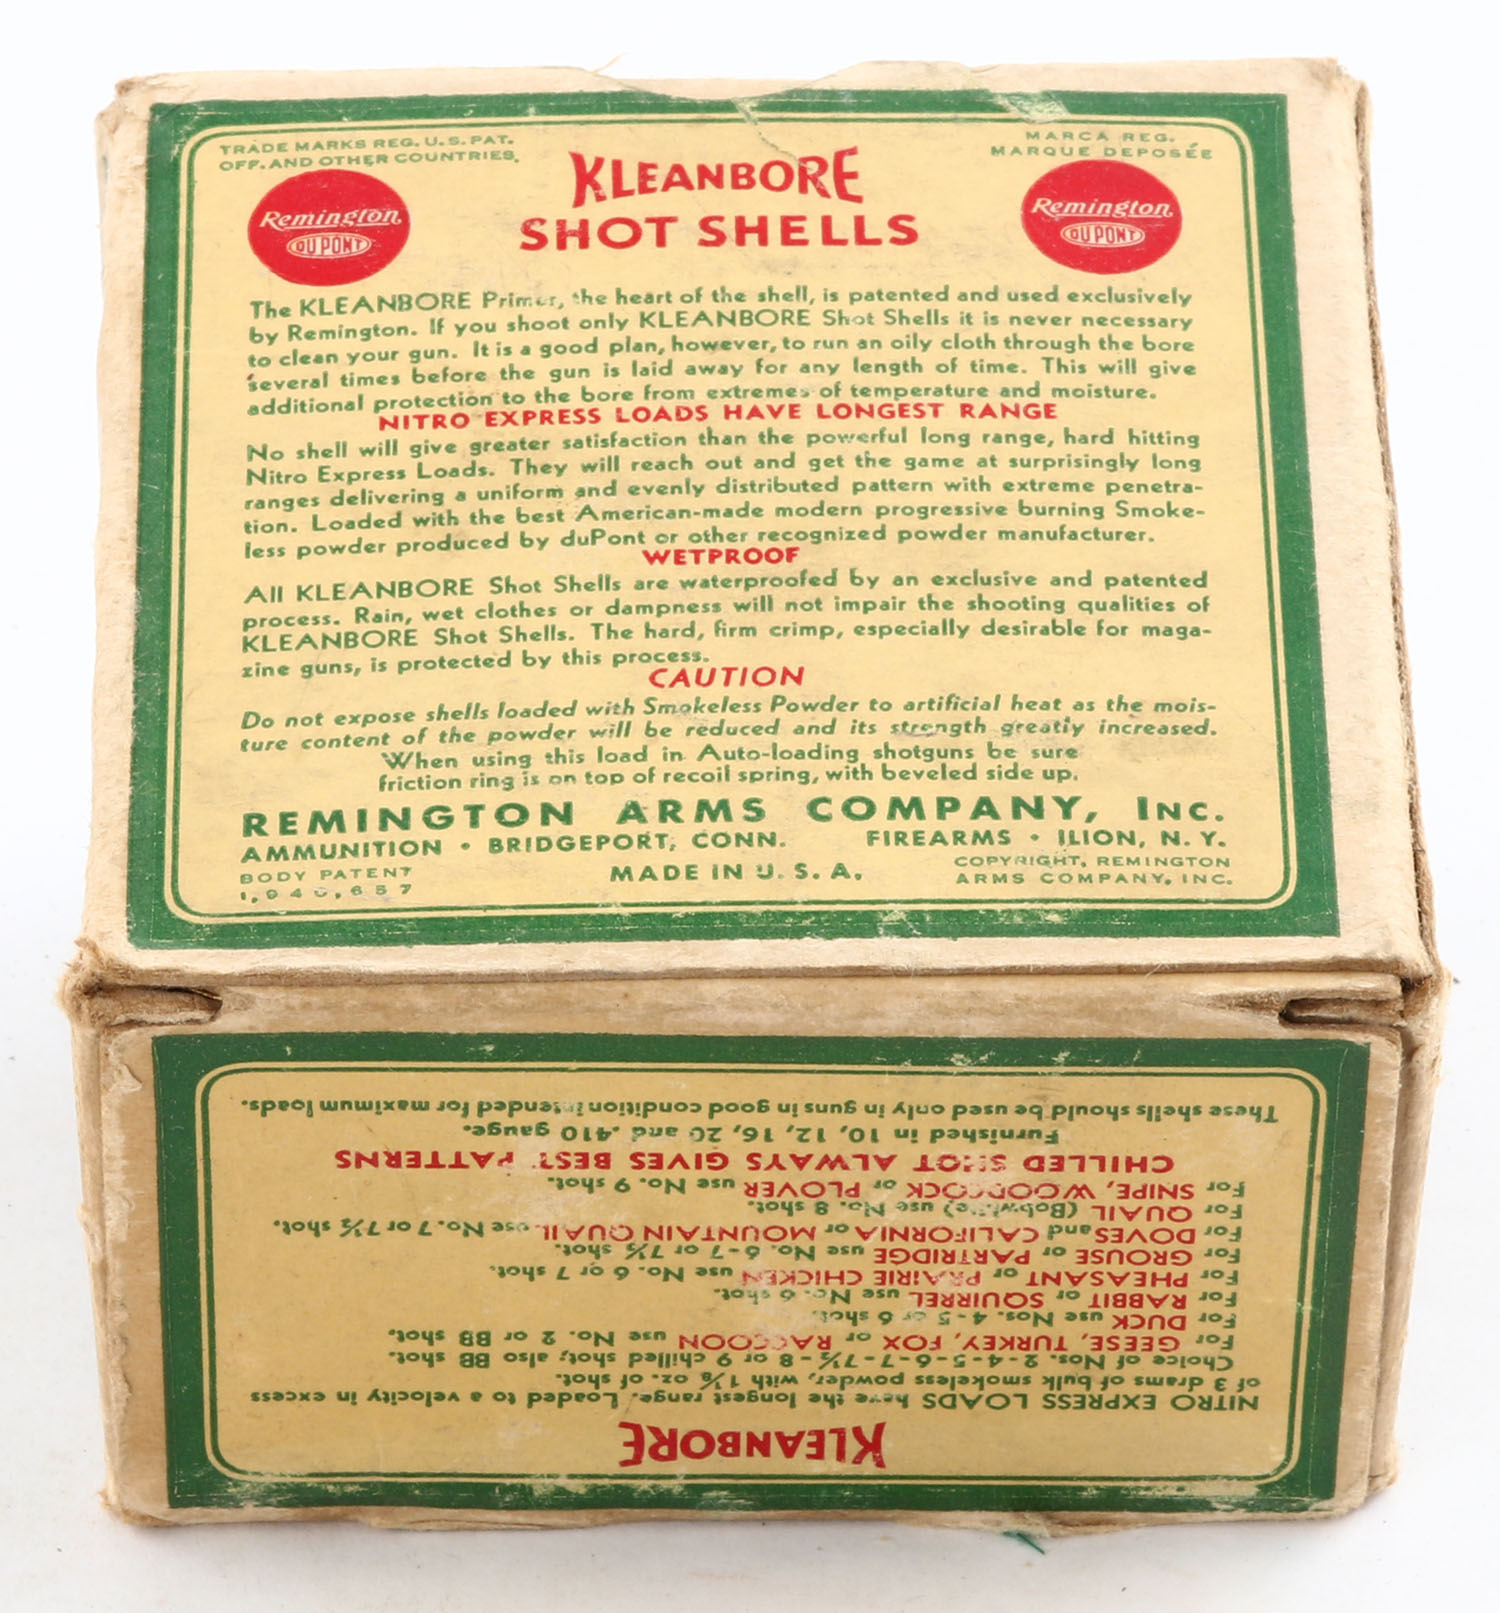 TRADE MARKS REG. U.S. PAT.
OFF. AND OTHER COUNTRIES.
MARCA REG.
MARQUE DEPOSÉE
KLEANBORE
SHOT SHELLS
Remington
DU PONT
Remington
DU PONT
The KLEANBORE Primer, the heart of the shell, is patented and used exclusively
by Remington. If you shoot only KLEANBORE Shot Shells it is never necessary
to clean your gun. It is a good plan, however, to run an oily cloth through the bore
several times before the gun is laid away for any length of time. This will give
additional protection to the bore from extremes of temperature and moisture.
NITRO EXPRESS LOADS HAVE LONGEST RANGE
No shell will give greater satisfaction than the powerful long range, hard hitting
Nitro Express Loads. They will reach out and get the game at surprisingly long
ranges delivering a uniform and evenly distributed pattern with extreme penetra-
tion. Loaded with the best American-made modern progressive burning Smoke-
less powder produced by duPont or other recognized powder manufacturer.
WETPROOF
All KLEANBORE Shot Shells are waterproofed by an exclusive and patented
process. Rain, wet clothes or dampness will not impair the shooting qualities of
KLEANBORE Shot Shells. The hard, firm crimp, especially desirable for maga-
zine guns, is protected by this process.
CAUTION
Do not expose shells loaded with Smokeless Powder to artificial heat as the mois-
ture content of the powder will be reduced and its strength greatly increased.
When using this load in Auto-loading shotguns be sure
friction ring is on top of recoil spring, with beveled side up.
REMINGTON ARMS COMPANY, INC.
AMMUNITION • BRIDGEPORT, CONN. FIREARMS • ILION, N. Y.
BODY PATENT
MADE IN U. S. A.
COPYRIGHT, REMINGTON
ARMS COMPANY, INC.
KLEANBORE
NITRO EXPRESS LOADS have the longest range. Loaded to a velocity in excess
of 3 drams of bulk smokeless powder, with 1⅛ oz. of shot.
Choice of Nos. 2-4-5-6-7-7½-8 or 9 chilled shot; also BB shot.
For GEESE, TURKEY, FOX, or RACCOON use No. 2 or BB shot.
For DUCK use Nos. 4-5 or 6 shot.
For RABBIT or SQUIRREL use No. 6 shot.
For PHEASANT or PRAIRIE CHICKEN use No. 6 or 7 shot.
For GROUSE or PARTRIDGE use No. 6-7 or 7½ shot.
For DOVES and CALIFORNIA or MOUNTAIN QUAIL use No. 7 or 7½ shot.
For QUAIL (Bobwhite) use No. 8 shot.
For SNIPE, WOODCOCK or PLOVER use No. 9 shot.
CHILLED SHOT ALWAYS GIVES BEST PATTERNS
Furnished in 10, 12, 16, 20 and .410 gauge.
These shells should be used only in guns in good condition intended for maximum loads.